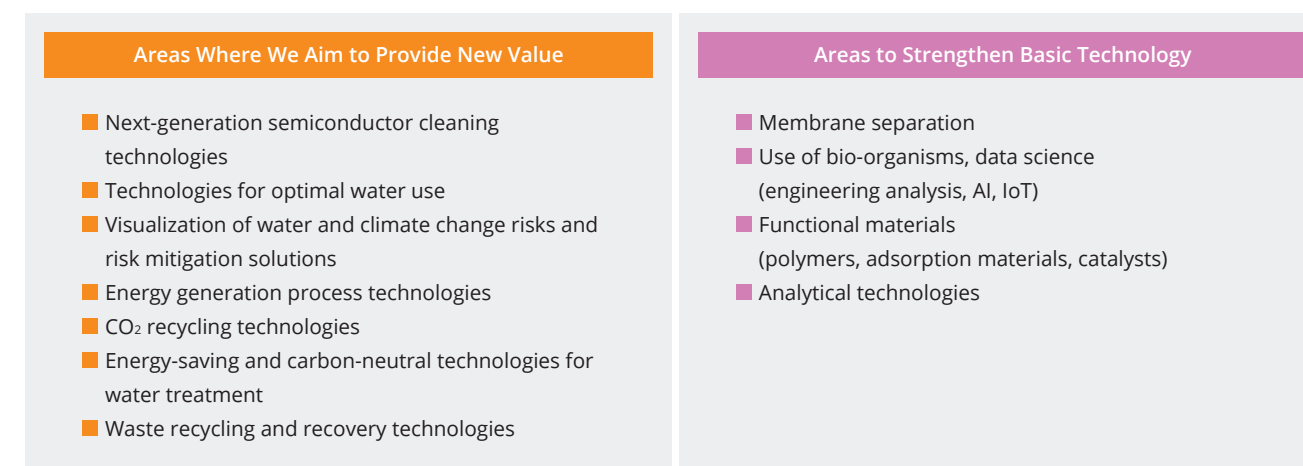 Areas Where We Aim to Provide New Value
Next-generation semiconductor cleaning
technologies
Technologies for optimal water use
Visualization of water and climate change risks and
risk mitigation solutions
Energy generation process technologies
CO₂ recycling technologies
Energy-saving and carbon-neutral technologies for
water treatment
Waste recycling and recovery technologies
Areas to Strengthen Basic Technology
Membrane separation
Use of bio-organisms, data science
(engineering analysis, AI, IoT)
Functional materials
(polymers, adsorption materials, catalysts)
Analytical technologies